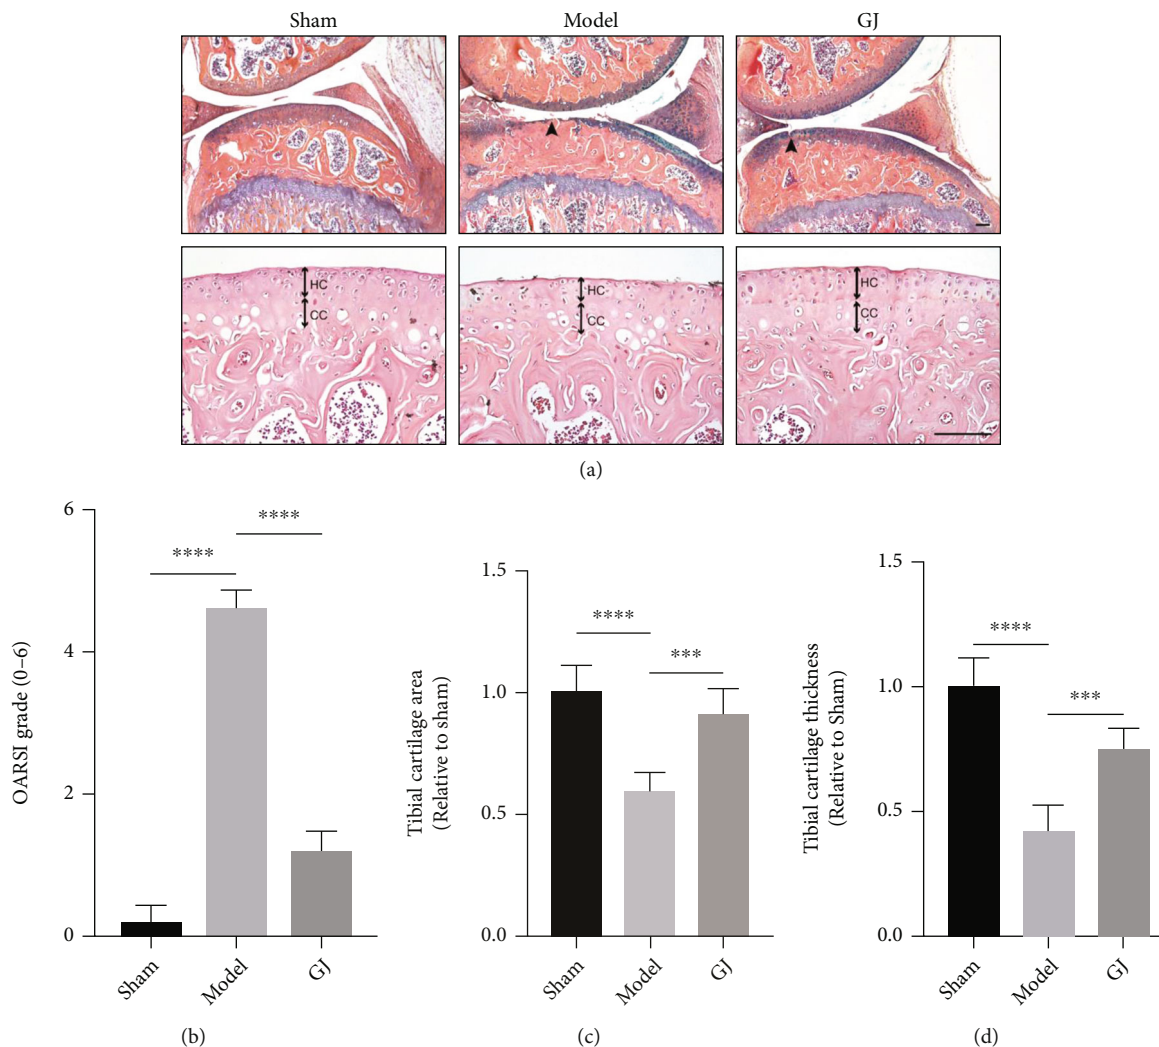 Sham
Model
GJ
HC
CC
HC
CC
HC
CC
(a)
OARSI grade (0–6)
6
4
2
0
****
****
Sham
Model
GJ
(b)
Tibial cartilage area
(Relative to sham)
1.5
1.0
0.5
0.0
****
***
Sham
Model
GJ
(c)
Tibial cartilage thickness
(Relative to Sham)
1.5
1.0
0.5
0.0
****
***
Sham
Model
GJ
(d)